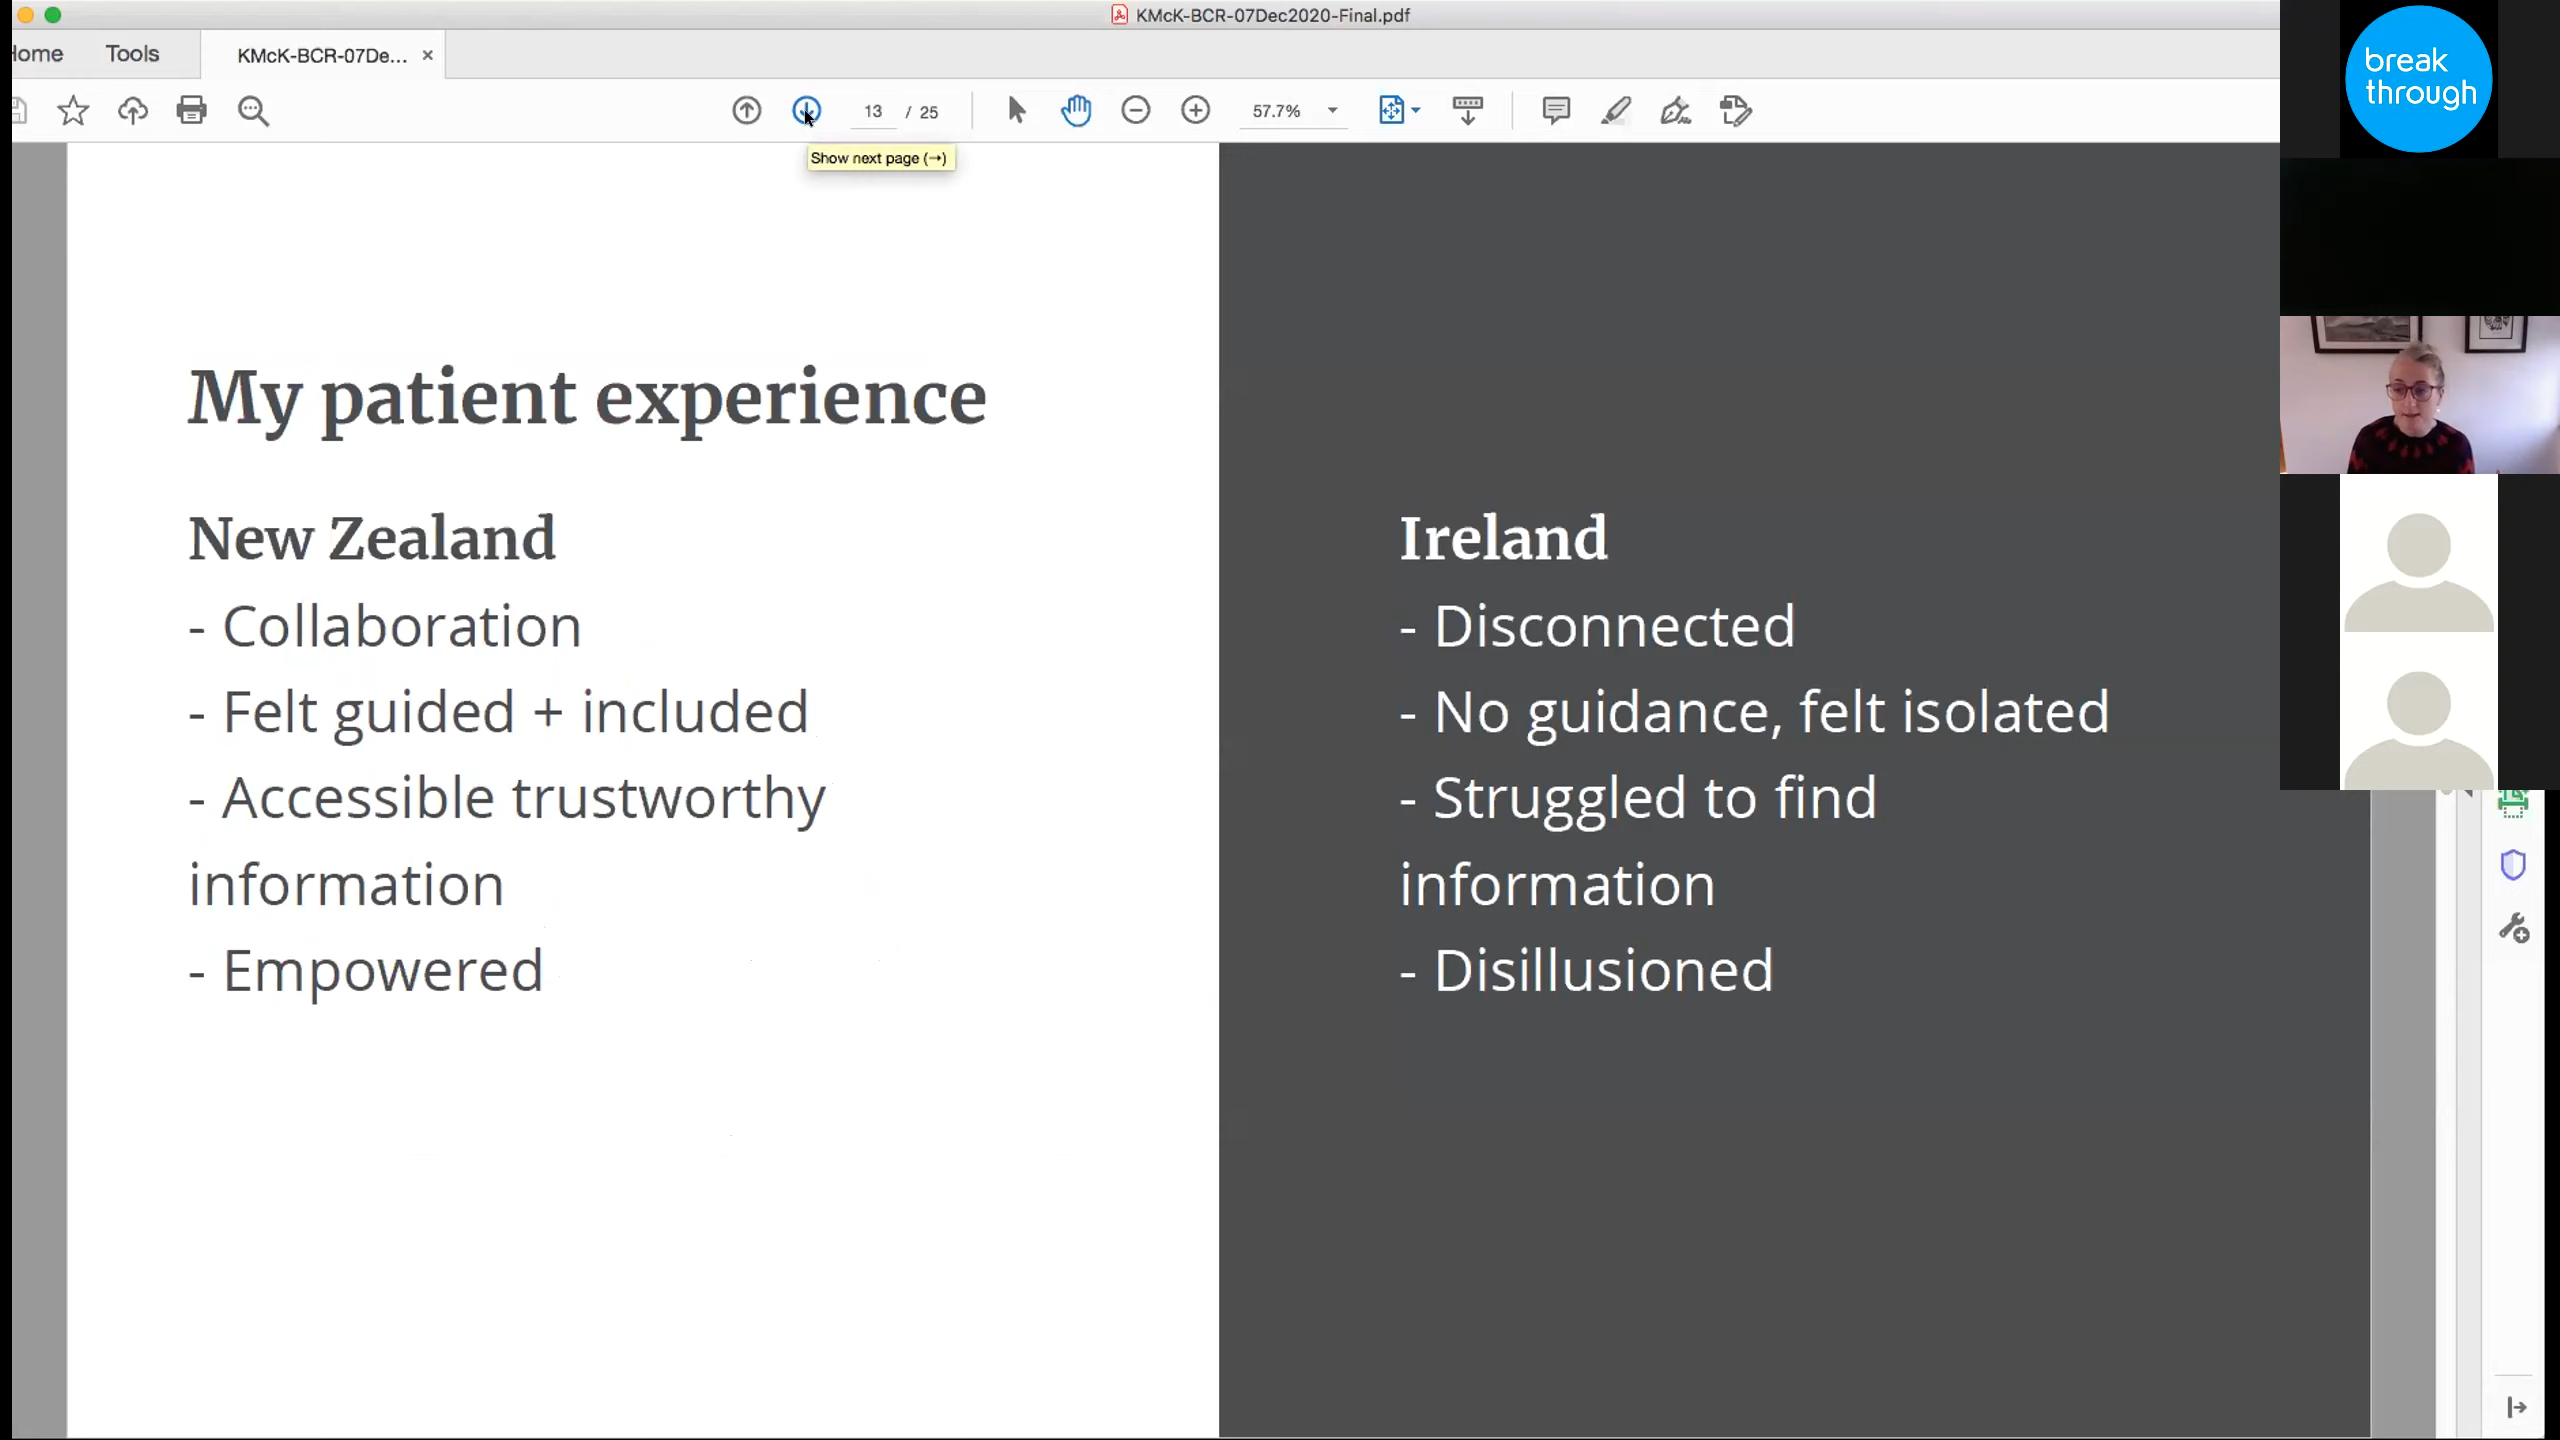 KMcK-BCR-07Dec2020-Final.pdf
Home
Tools
KMcK-BCR-07De... ×
13 / 25
57.7%
Show next page (→)
break
through
My patient experience
New Zealand
- Collaboration
- Felt guided + included
- Accessible trustworthy
information
- Empowered
Ireland
- Disconnected
- No guidance, felt isolated
- Struggled to find
information
- Disillusioned